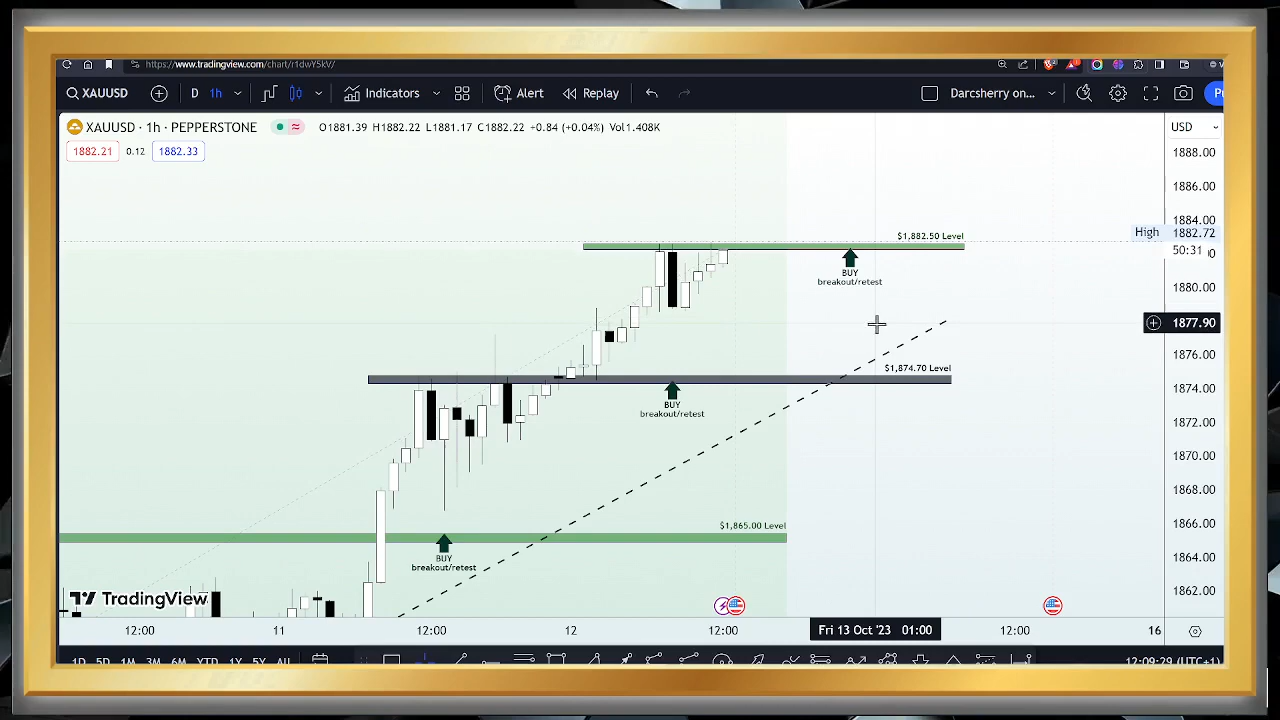 https://www.tradingview.com/chart/r1dwY5kV/
XAUUSD D 1h Indicators Alert Replay Darsherry on...
XAUUSD · 1h · PEPPERSTONE O1881.39 H1882.22 L1881.17 C1882.22 +0.84 (+0.04%) Vol1.408K USD
1882.21 0.12 1882.33
1888.00
1886.00
1884.00
$1,882.50 Level High 1882.72
50:31
BUY
breakout/retest
1880.00
1877.90
1876.00
$1,874.70 Level
1874.00
BUY
breakout/retest
1872.00
1870.00
1868.00
$1,865.00 Level 1866.00
BUY
breakout/retest
1864.00
1862.00
TradingView
12:00 11 12:00 12 12:00 Fri 13 Oct '23 01:00 12:00 16
1D 5D 1M 3M 6M YTD 1Y 5Y All 12:09:29 (UTC+1)